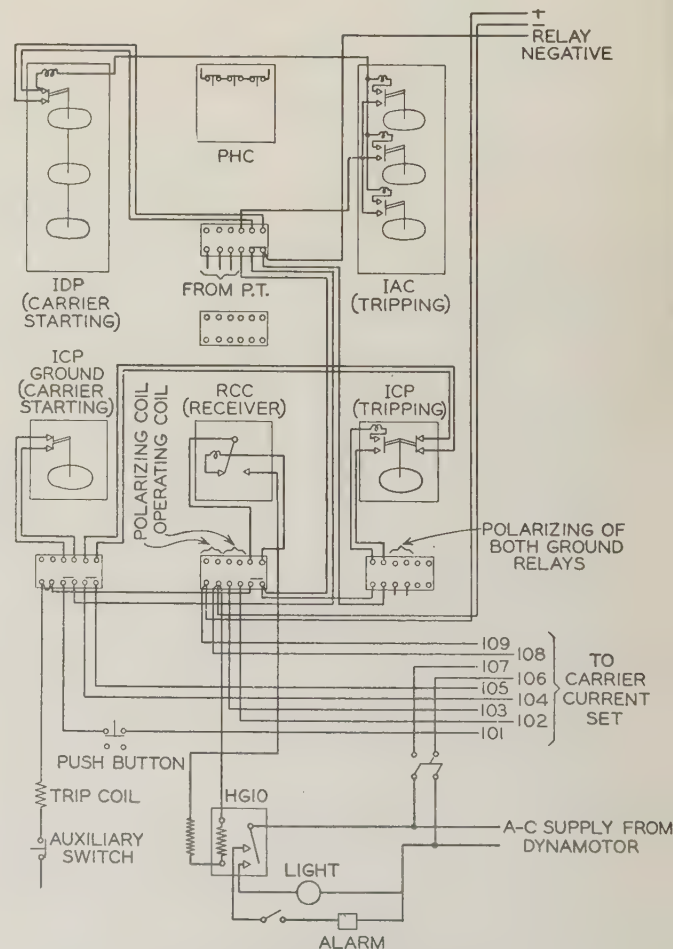 +
–
RELAY
NEGATIVE
PHC
IDP
(CARRIER
STARTING)
FROM P.T.
IAC
(TRIPPING)
ICP
GROUND
(CARRIER
STARTING)
POLARIZING COIL
OPERATING COIL
RCC
(RECEIVER)
ICP
(TRIPPING)
POLARIZING OF
BOTH GROUND
RELAYS
109
108
107
106
105
104
103
102
101
TO
CARRIER
CURRENT
SET
PUSH BUTTON
TRIP COIL
AUXILIARY
SWITCH
HG10
LIGHT
ALARM
A-C SUPPLY FROM
DYNAMOTOR